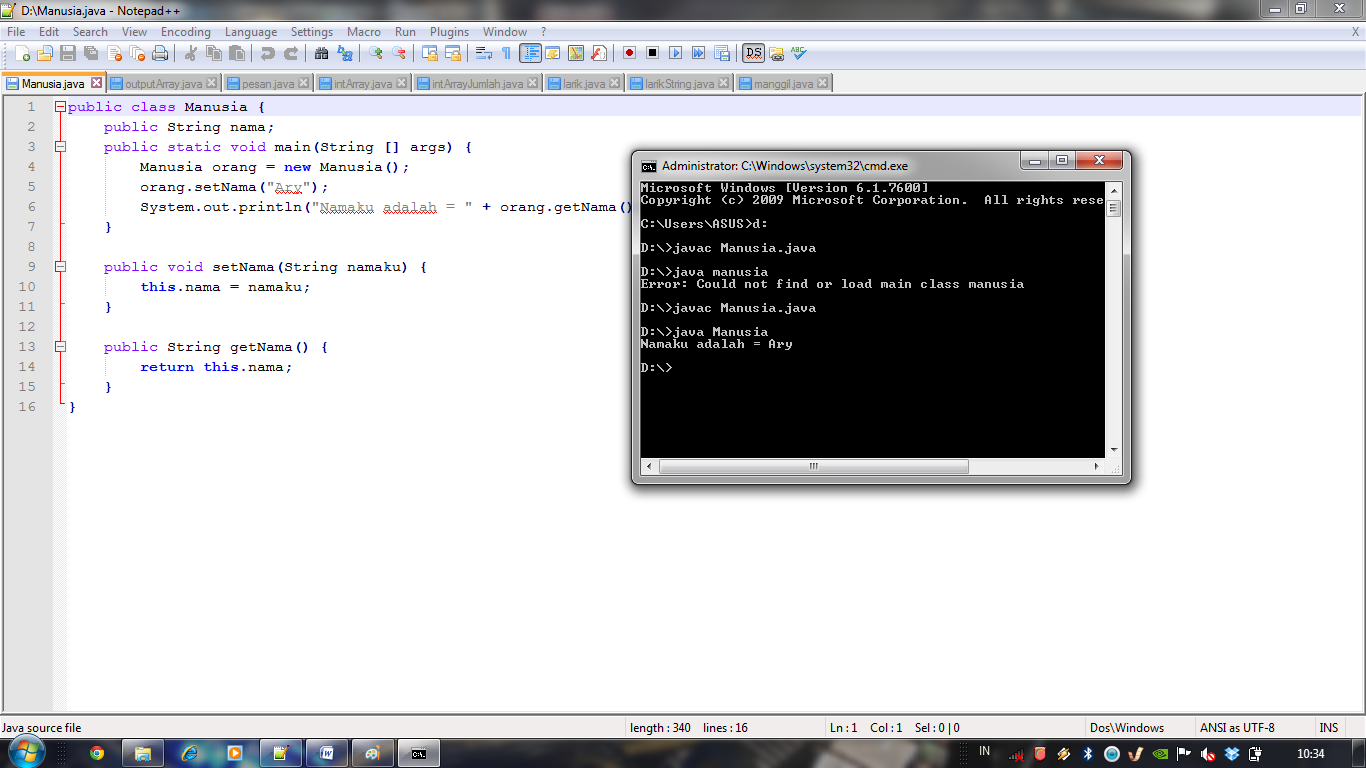 D:\Manusia.java - Notepad++
File Edit Search View Encoding Language Settings Macro Run Plugins Window ? X
Manusia.java outputArray.java pesan.java intArray.java intArrayJumlah.java larik.java larikString.java manggil.java
1 public class Manusia {
2 public String nama;
3 public static void main(String [] args) {
4 Manusia orang = new Manusia();
5 orang.setNama("Ary");
6 System.out.println("Namaku adalah = " + orang.getNama()
7 }
8
9 public void setNama(String namaku) {
10 this.nama = namaku;
11 }
12
13 public String getNama() {
14 return this.nama;
15 }
16 }
Administrator: C:\Windows\system32\cmd.exe
Microsoft Windows [Version 6.1.7600]
Copyright (c) 2009 Microsoft Corporation. All rights rese
C:\Users\ASUS>d:
D:\>javac Manusia.java
D:\>java manusia
Error: Could not find or load main class manusia
D:\>javac Manusia.java
D:\>java Manusia
Namaku adalah = Ary
D:\>
Java source file length : 340 lines : 16 Ln : 1 Col : 1 Sel : 0 | 0 Dos\Windows ANSI as UTF-8 INS
IN 10:34